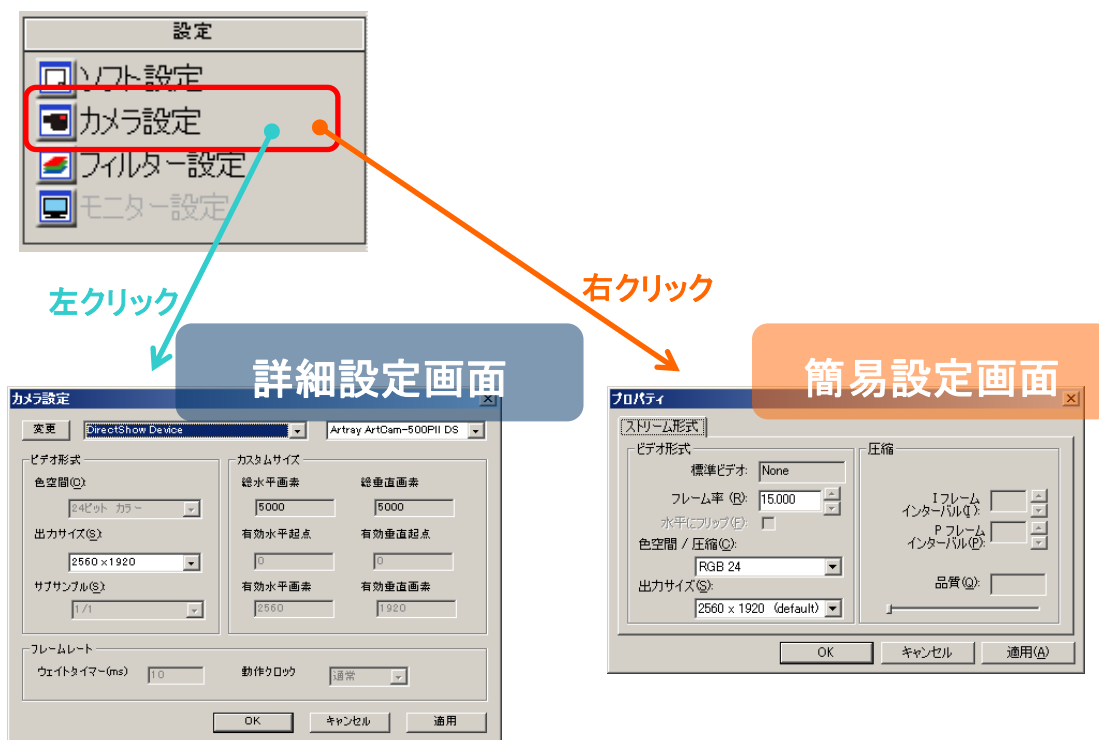 設定
ソフト設定
カメラ設定
フィルター設定
モニター設定
左クリック
右クリック
詳細設定画面
簡易設定画面
カメラ設定
変更 DirectShow Device Artray ArtCam-500PII DS
ビデオ形式
色空間(O):
24ビット カラー
出力サイズ(S):
2560×1920
サブサンプル(S):
1/1
カスタムサイズ
総水平画素 総垂直画素
5000 5000
有効水平起点 有効垂直起点
0 0
有効水平画素 有効垂直画素
2560 1920
フレームレート
ウェイトタイマー(ms) 10 動作クロック 通常
OK キャンセル 適用
プロパティ
ストリーム形式
ビデオ形式
標準ビデオ: None
フレーム率 (R): 15.000
水平にフリップ(F):
色空間 / 圧縮(C):
RGB 24
出力サイズ(S):
2560 x 1920 (default)
圧縮
I フレーム
インターバル(I):
P フレーム
インターバル(P):
品質(Q):
OK キャンセル 適用(A)